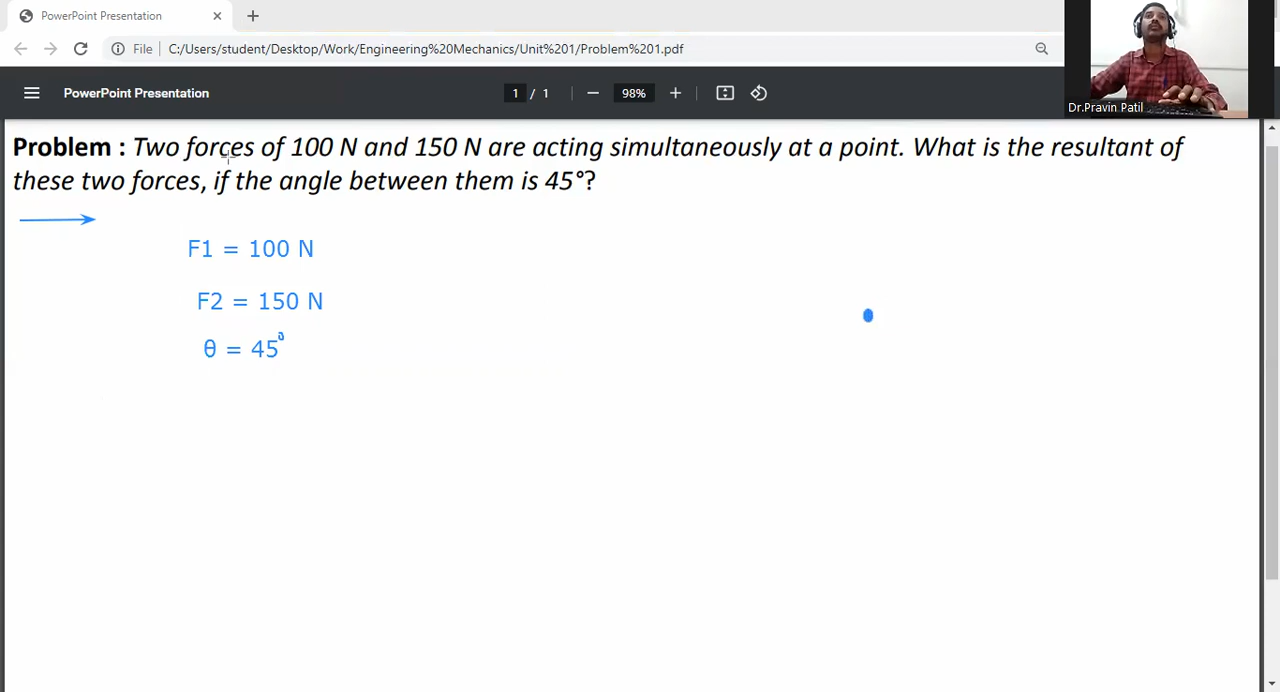 PowerPoint Presentation
File C:/Users/student/Desktop/Work/Engineering%20Mechanics/Unit%201/Problem%201.pdf
PowerPoint Presentation 1 / 1 98%
Dr.Pravin Patil
Problem : Two forces of 100 N and 150 N are acting simultaneously at a point. What is the resultant of
these two forces, if the angle between them is 45°?
F1 = 100 N
F2 = 150 N
θ = 45°